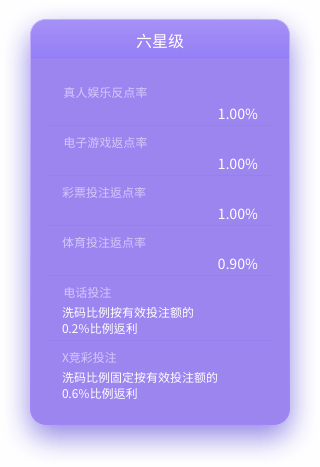 六星级
真人娱乐反点率
1.00%
电子游戏返点率
1.00%
彩票投注返点率
1.00%
体育投注返点率
0.90%
电话投注
洗码比例按有效投注额的
0.2%比例返利
X竞彩投注
洗码比例固定按有效投注额的
0.6%比例返利